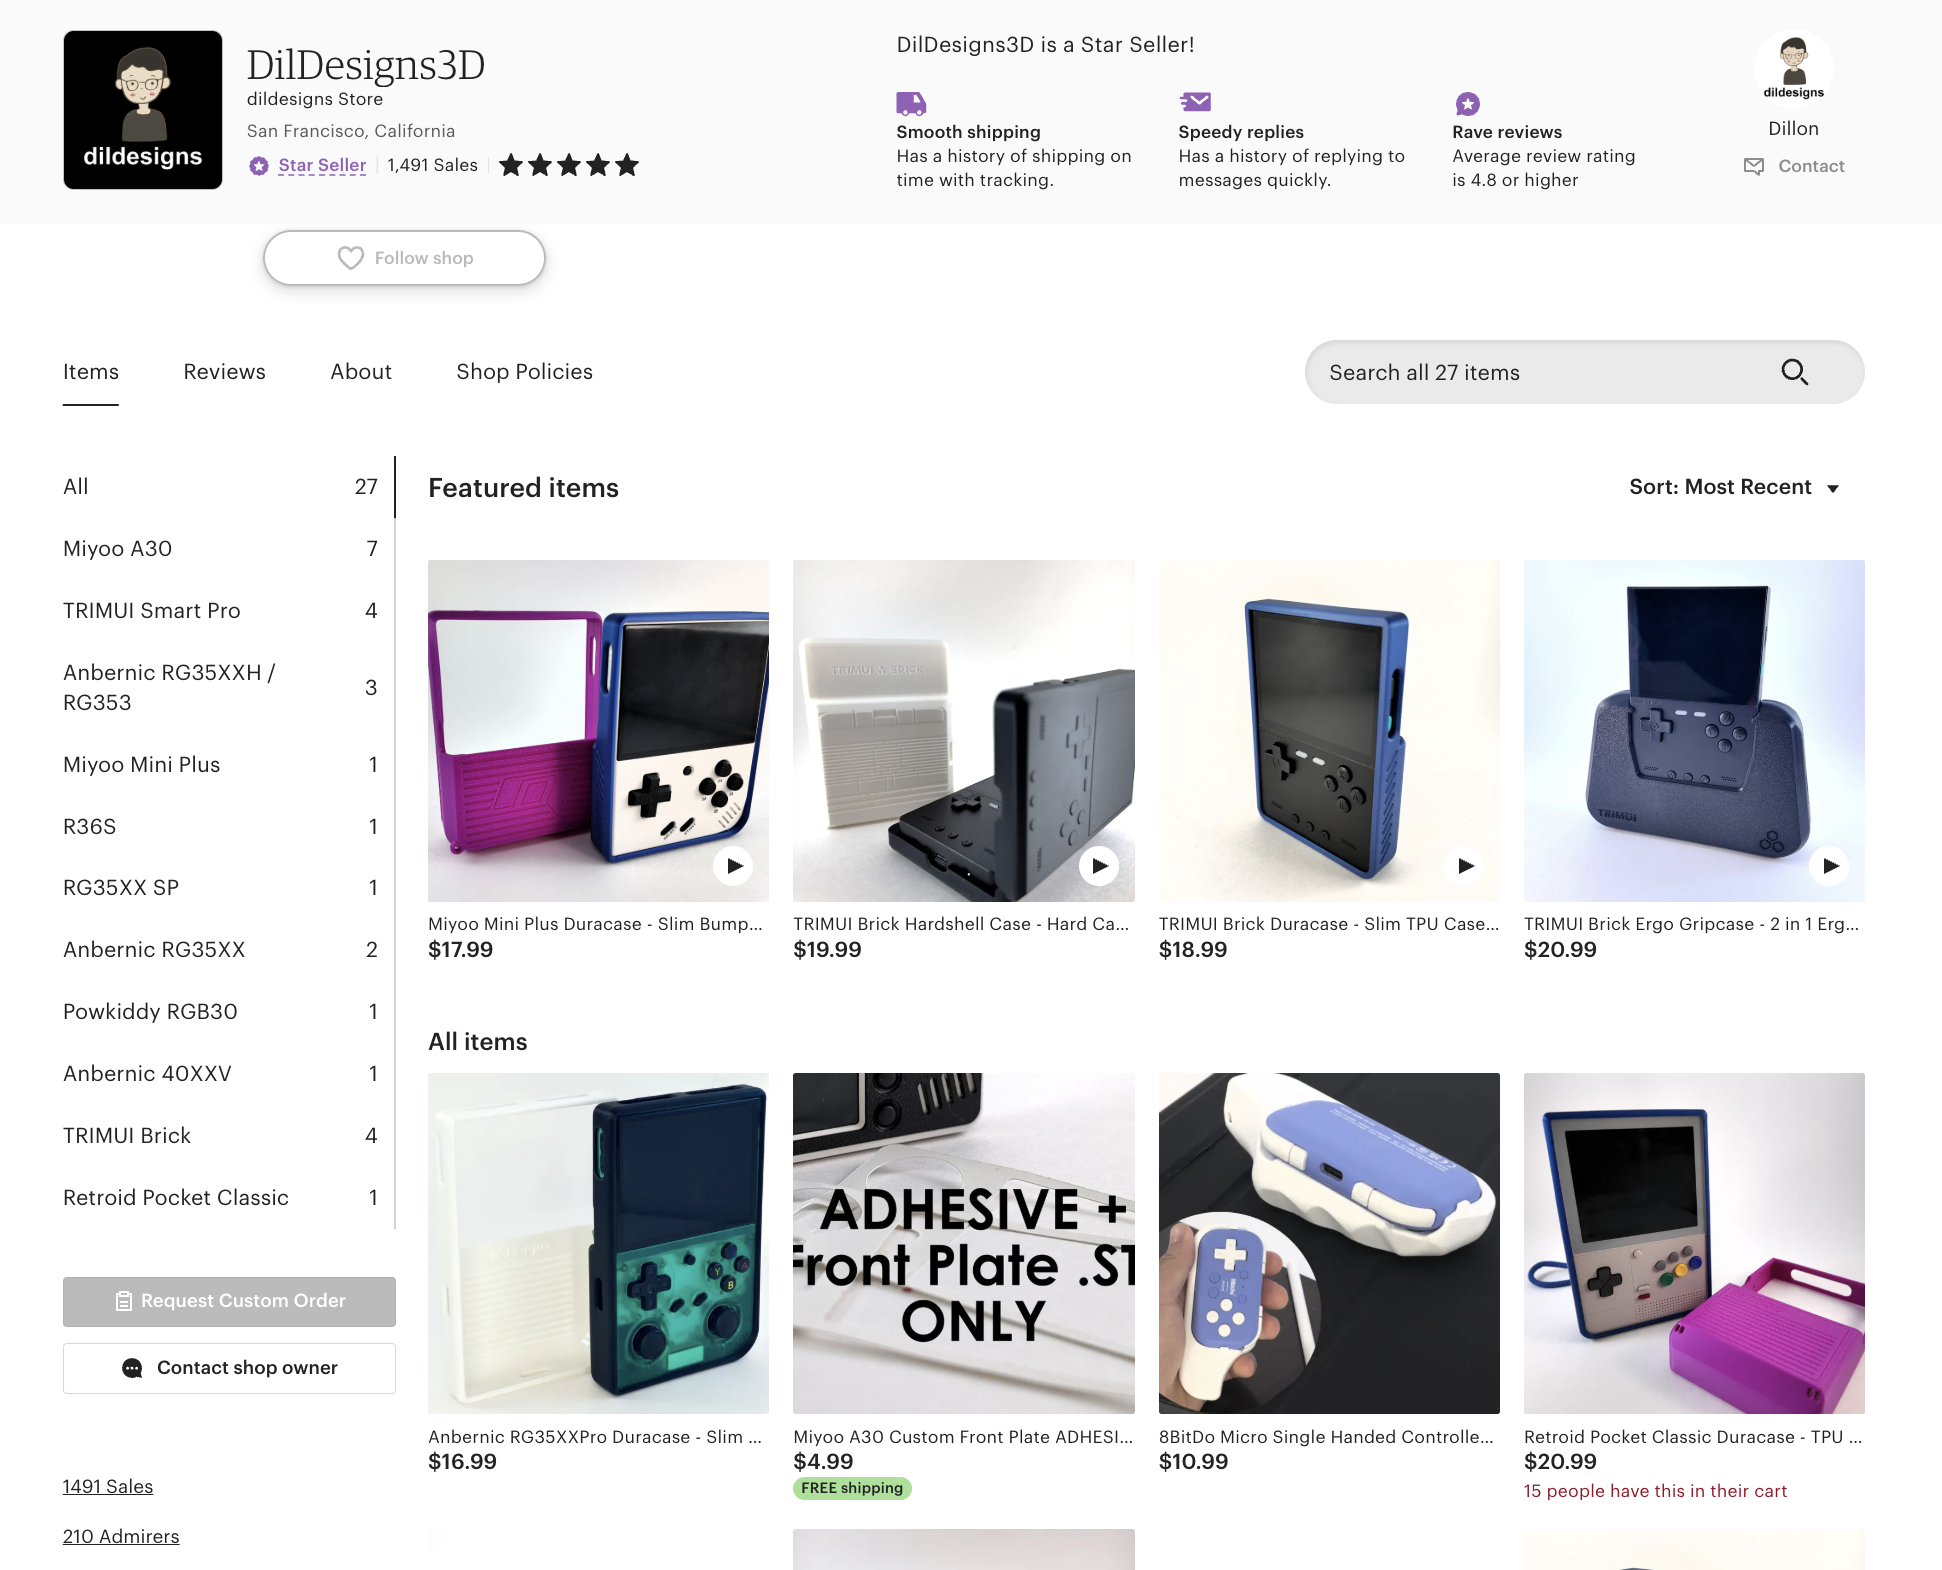 dildesigns
DilDesigns3D
dildesigns Store
San Francisco, California
Star Seller
1,491 Sales
DilDesigns3D is a Star Seller!
Smooth shipping
Has a history of shipping on
time with tracking.
Speedy replies
Has a history of replying to
messages quickly.
Rave reviews
Average review rating
is 4.8 or higher
dildesigns
Dillon
Contact
Follow shop
Items
Reviews
About
Shop Policies
Search all 27 items
All 27
Miyoo A30 7
TRIMUI Smart Pro 4
Anbernic RG35XXH /
RG353 3
Miyoo Mini Plus 1
R36S 1
RG35XX SP 1
Anbernic RG35XX 2
Powkiddy RGB30 1
Anbernic 40XXV 1
TRIMUI Brick 4
Retroid Pocket Classic 1
Request Custom Order
Contact shop owner
1491 Sales
210 Admirers
Featured items
Sort: Most Recent
TRIMUI BRICK
TRIMUI
Miyoo Mini Plus Duracase - Slim Bump...
$17.99
TRIMUI Brick Hardshell Case - Hard Ca...
$19.99
TRIMUI Brick Duracase - Slim TPU Case...
$18.99
TRIMUI Brick Ergo Gripcase - 2 in 1 Erg...
$20.99
All items
dildesigns
Y
A
B
ADHESIVE +
Front Plate .ST
ONLY
Anbernic RG35XXPro Duracase - Slim ...
$16.99
Miyoo A30 Custom Front Plate ADHESI...
$4.99
FREE shipping
8BitDo Micro Single Handed Controlle...
$10.99
Retroid Pocket Classic Duracase - TPU ...
$20.99
15 people have this in their cart